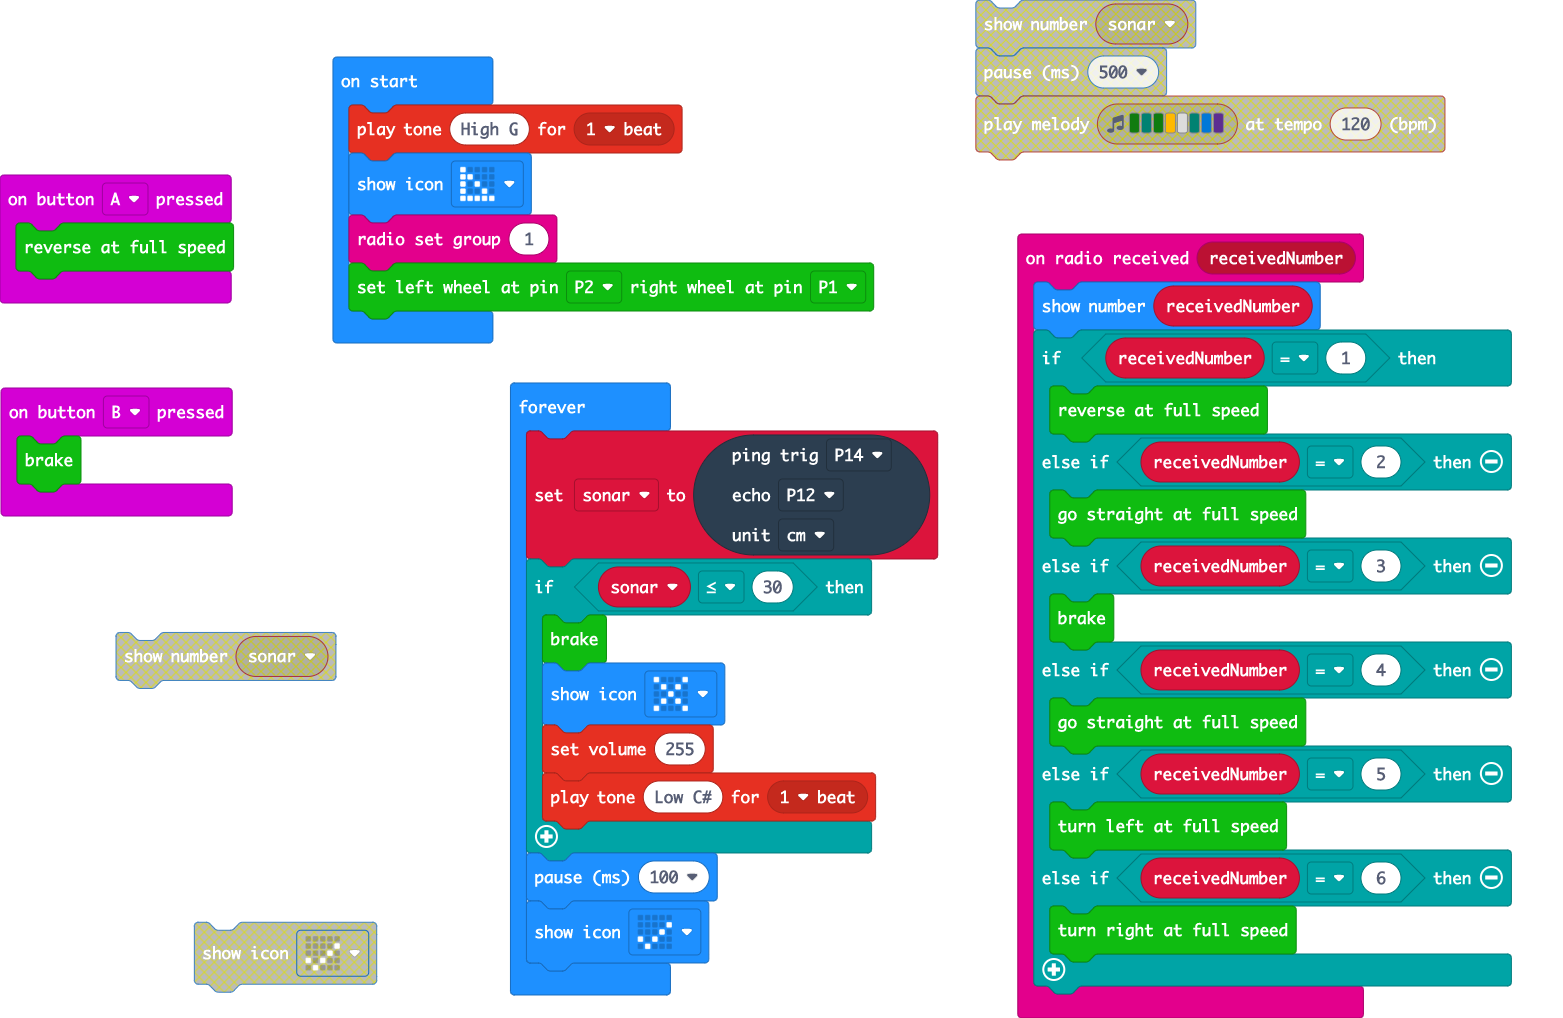 show number sonar
pause (ms) 500
play melody at tempo 120 (bpm)
on start
play tone High G for 1 beat
show icon
radio set group 1
set left wheel at pin P2 right wheel at pin P1
on button A pressed
reverse at full speed
on button B pressed
brake
show number sonar
show icon
forever
set sonar to ping trig P14
echo P12
unit cm
if sonar ≤ 30 then
brake
show icon
set volume 255
play tone Low C# for 1 beat
pause (ms) 100
show icon
on radio received receivedNumber
show number receivedNumber
if receivedNumber = 1 then
reverse at full speed
else if receivedNumber = 2 then
go straight at full speed
else if receivedNumber = 3 then
brake
else if receivedNumber = 4 then
go straight at full speed
else if receivedNumber = 5 then
turn left at full speed
else if receivedNumber = 6 then
turn right at full speed